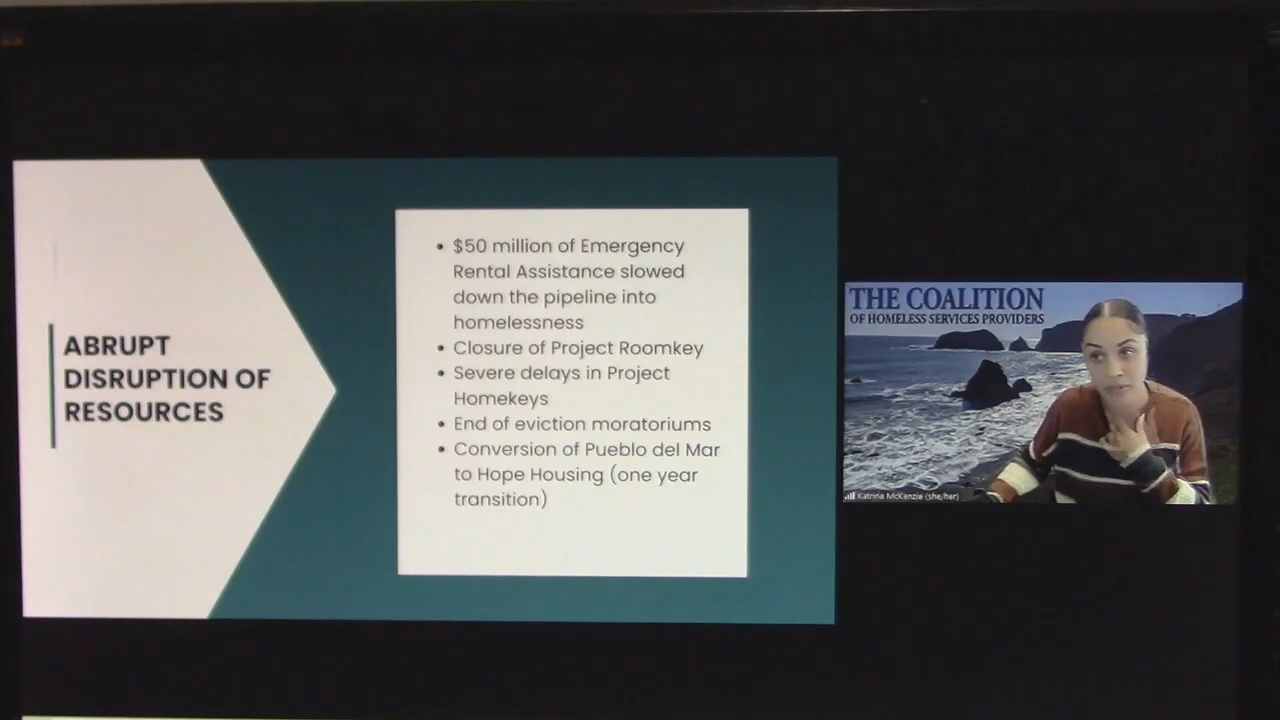 ABRUPT
DISRUPTION OF
RESOURCES
• $50 million of Emergency
Rental Assistance slowed
down the pipeline into
homelessness
• Closure of Project Roomkey
• Severe delays in Project
Homekeys
• End of eviction moratoriums
• Conversion of Pueblo del Mar
to Hope Housing (one year
transition)
THE COALITION
OF HOMELESS SERVICES PROVIDERS
Katrina McKenzie (she/her)